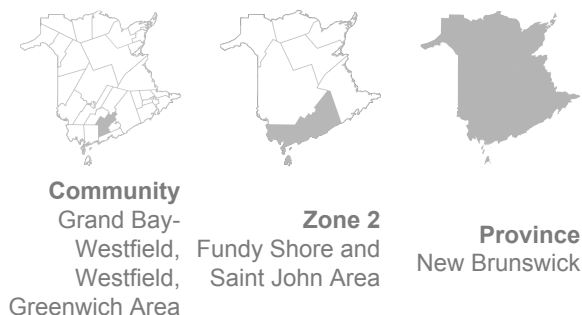 Community
Grand Bay-
Westfield,
Westfield,
Greenwich Area
Zone 2
Fundy Shore and
Saint John Area
Province
New Brunswick